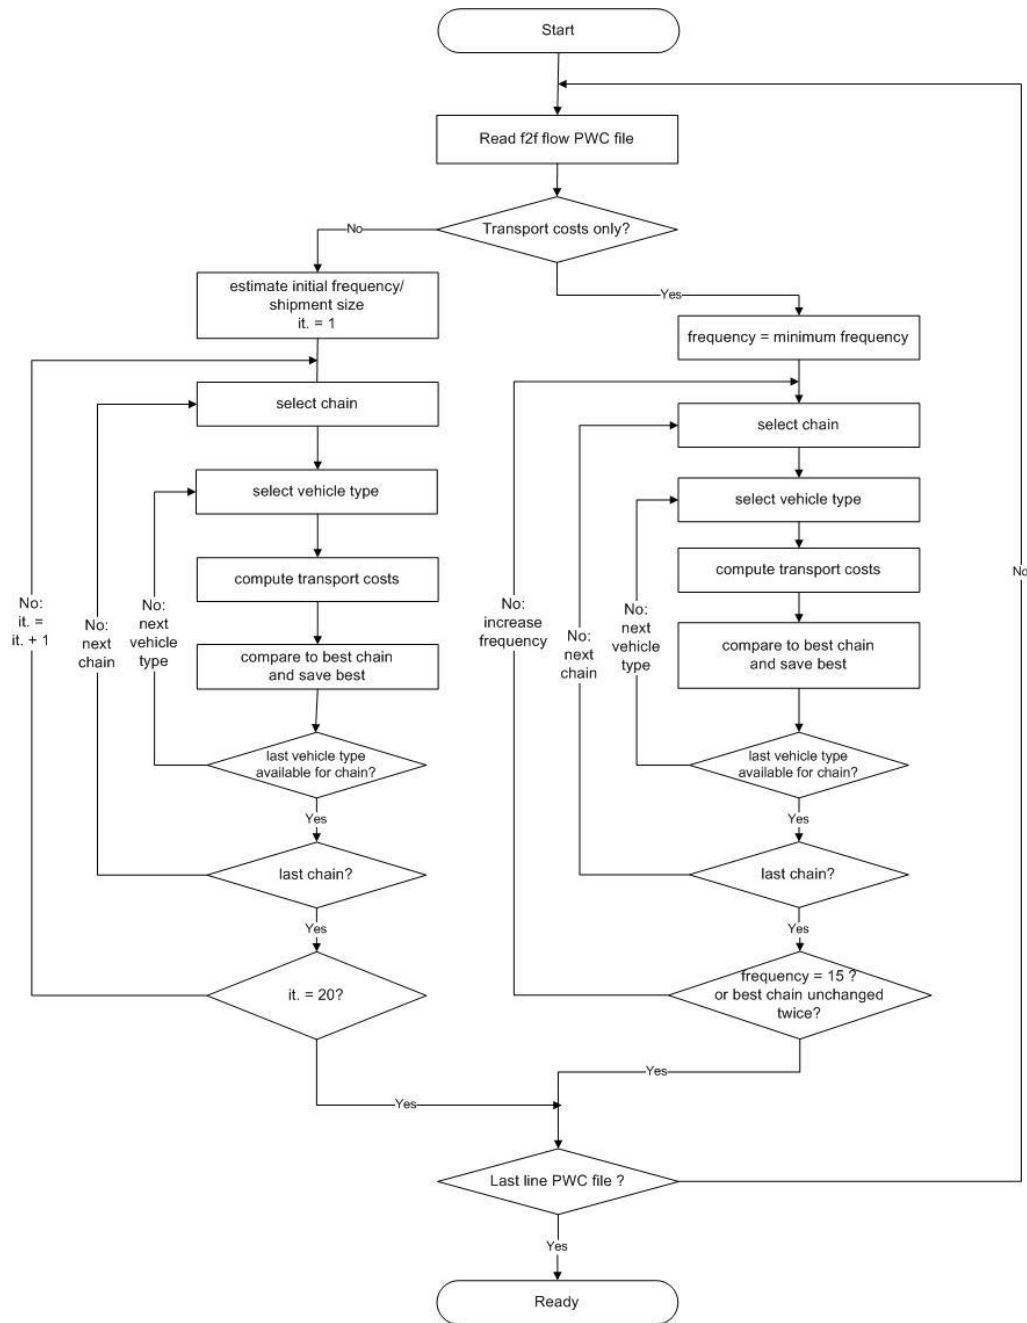 Start
Read f2f flow PWC file
Transport costs only?
No
Yes
estimate initial frequency/
shipment size
it. = 1
frequency = minimum frequency
select chain
select chain
select vehicle type
select vehicle type
compute transport costs
compute transport costs
No
No:
it. =
it. + 1
No:
next
chain
No:
next
vehicle
type
No:
increase
frequency
No:
next
chain
No:
next
vehicle
type
compare to best chain
and save best
compare to best chain
and save best
last vehicle type
available for chain?
last vehicle type
available for chain?
Yes
Yes
last chain?
last chain?
Yes
Yes
it. = 20?
frequency = 15 ?
or best chain unchanged
twice?
Yes
Yes
Last line PWC file ?
Yes
Ready